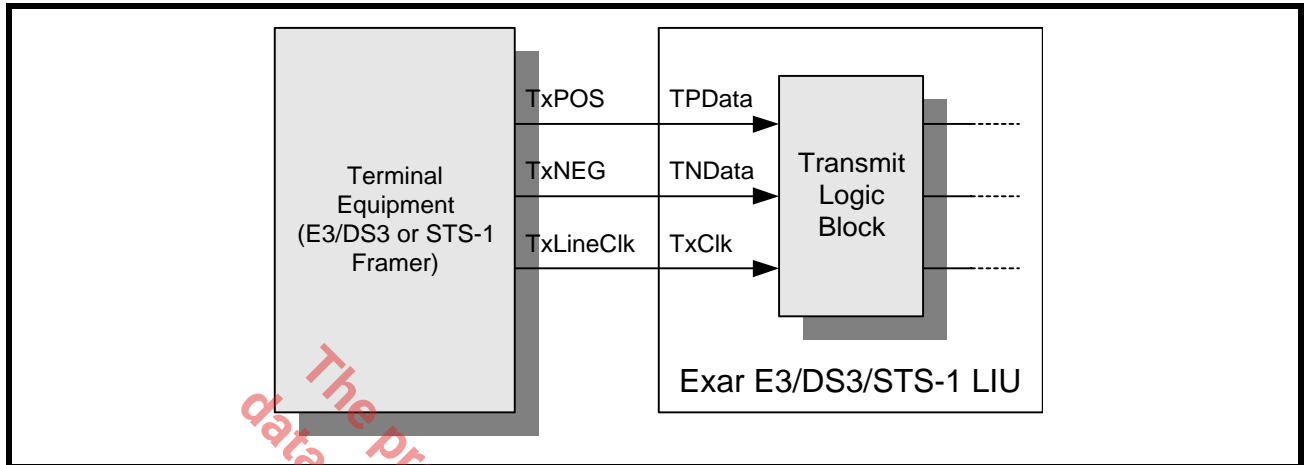 TxPOS TPData
TxNEG TNData
TxLineClk TxClk
Terminal
Equipment
(E3/DS3 or STS-1
Framer)
Transmit
Logic
Block
Exar E3/DS3/STS-1 LIU
The
data